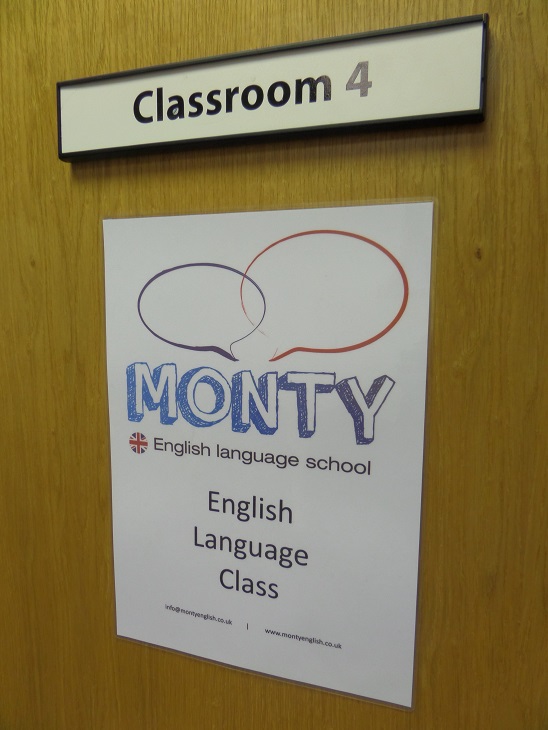 Classroom 4
MONTY
English language school
English
Language
Class
info@montyenglish.co.uk | www.montyenglish.co.uk